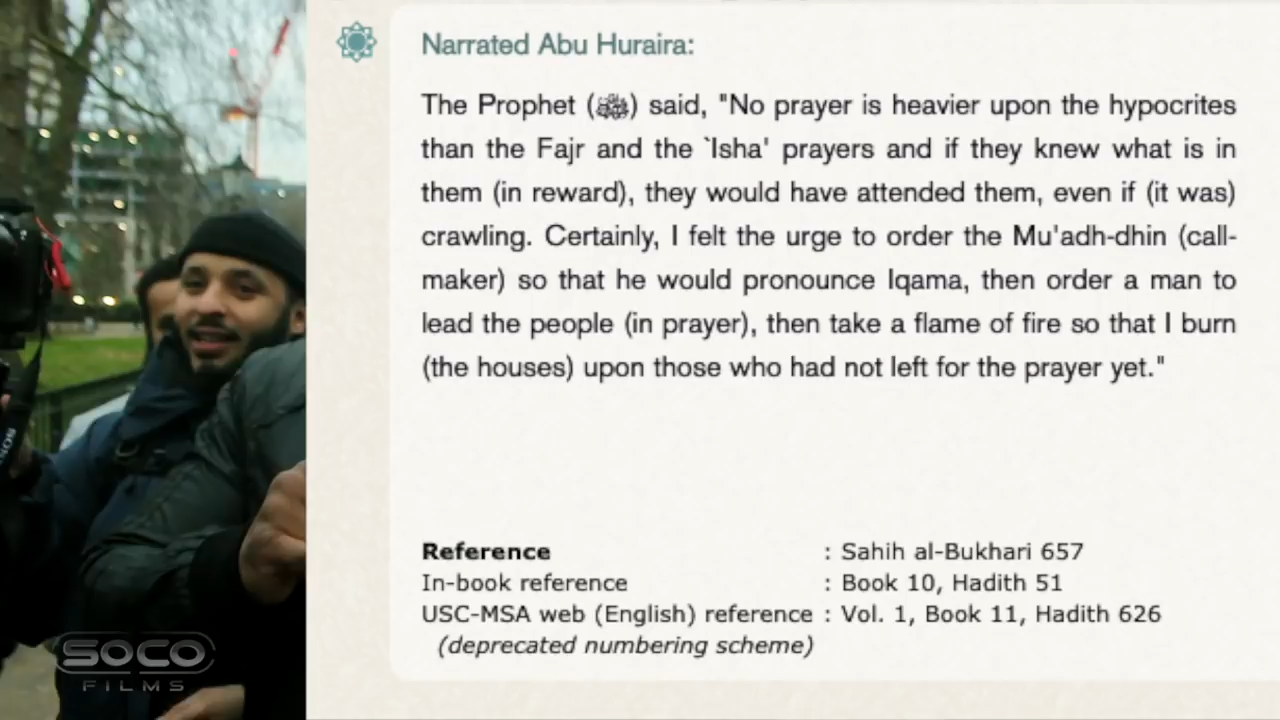 Narrated Abu Huraira:
The Prophet (ﷺ) said, "No prayer is heavier upon the hypocrites
than the Fajr and the `Isha' prayers and if they knew what is in
them (in reward), they would have attended them, even if (it was)
crawling. Certainly, I felt the urge to order the Mu'adh-dhin (call-
maker) so that he would pronounce Iqama, then order a man to
lead the people (in prayer), then take a flame of fire so that I burn
(the houses) upon those who had not left for the prayer yet."
Reference : Sahih al-Bukhari 657
In-book reference : Book 10, Hadith 51
USC-MSA web (English) reference : Vol. 1, Book 11, Hadith 626
(deprecated numbering scheme)
SONY
SOCO
FILMS